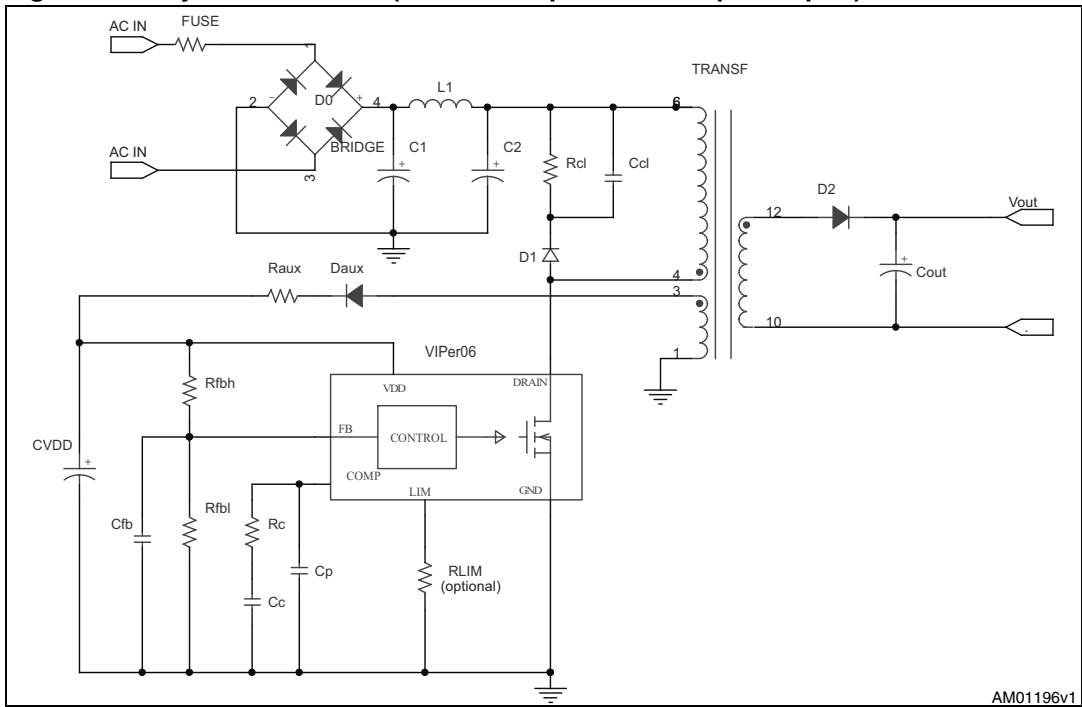 AC IN
FUSE
1
D0
2
-
+
4
BRIDGE
3
AC IN
L1
C1
+
C2
+
Rcl
Ccl
D1
TRANSF
6
4
3
1
12
10
D2
Vout
+
Cout
.
Raux
Daux
VIPer06
VDD
DRAIN
FB
CONTROL
COMP
LIM
GND
Rfbh
CVDD
+
Cfb
Rfbl
Rc
Cp
Cc
RLIM
(optional)
AM01196v1